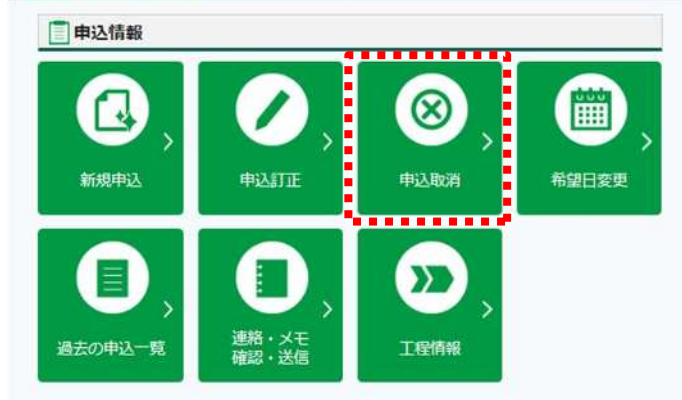 申込情報
新規申込
申込訂正
申込取消
希望日変更
過去の申込一覧
連絡・メモ
確認・送信
工程情報